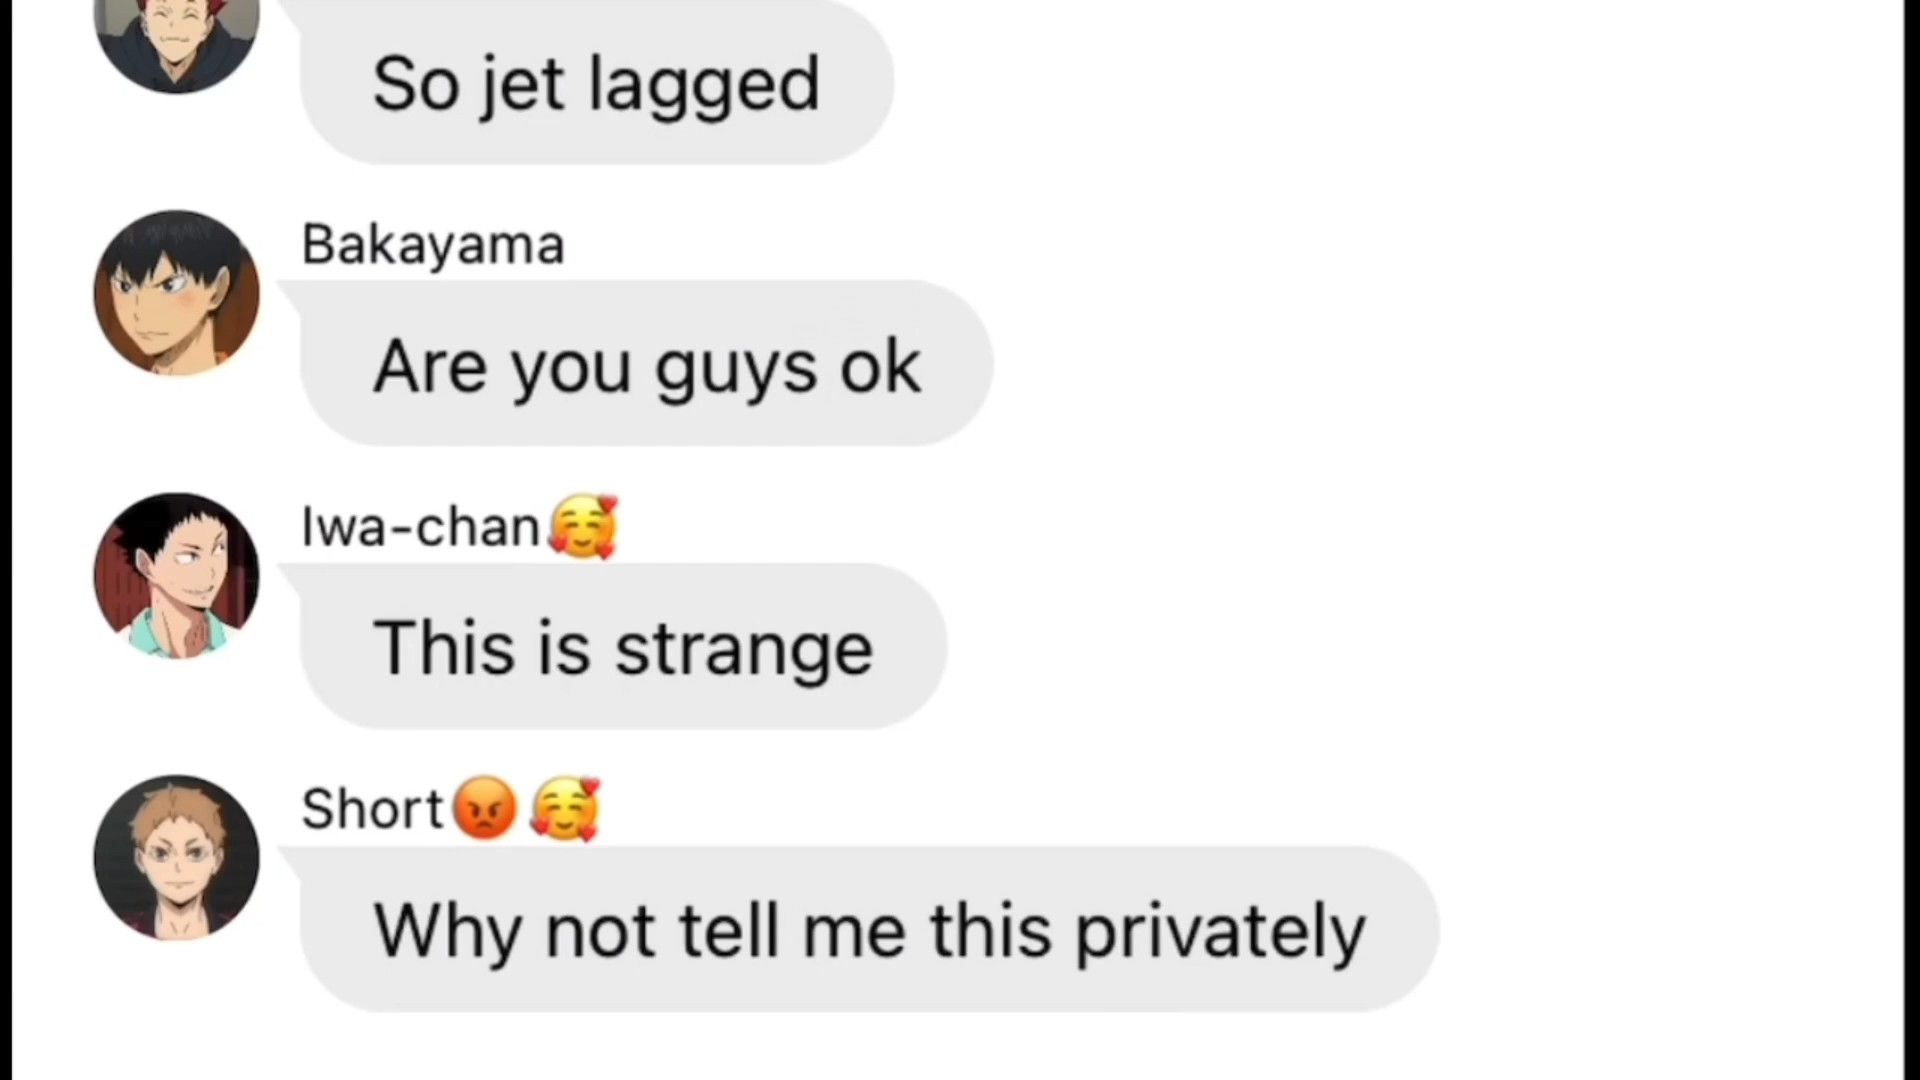 So jet lagged
Bakayama
Are you guys ok
Iwa-chan🥰
This is strange
Short😡🥰
Why not tell me this privately